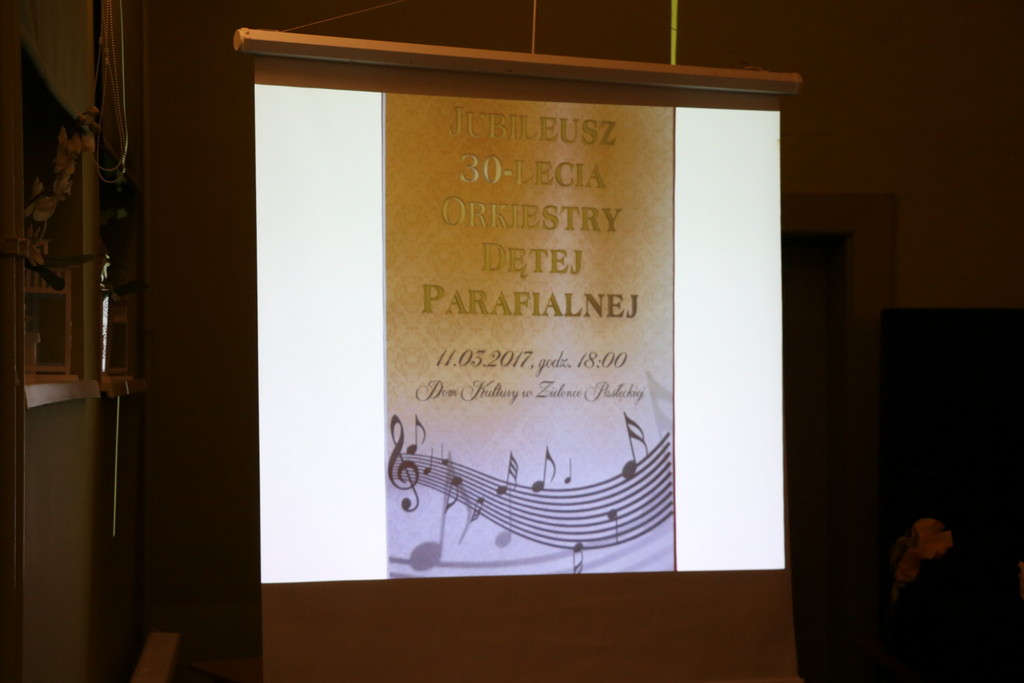 JUBILEUSZ
30-LECIA
ORKIESTRY
DĘTEJ
PARAFIALNEJ
11.03.2017, godz. 18:00
Dom Kultury w Zielonce Pasłęckiej